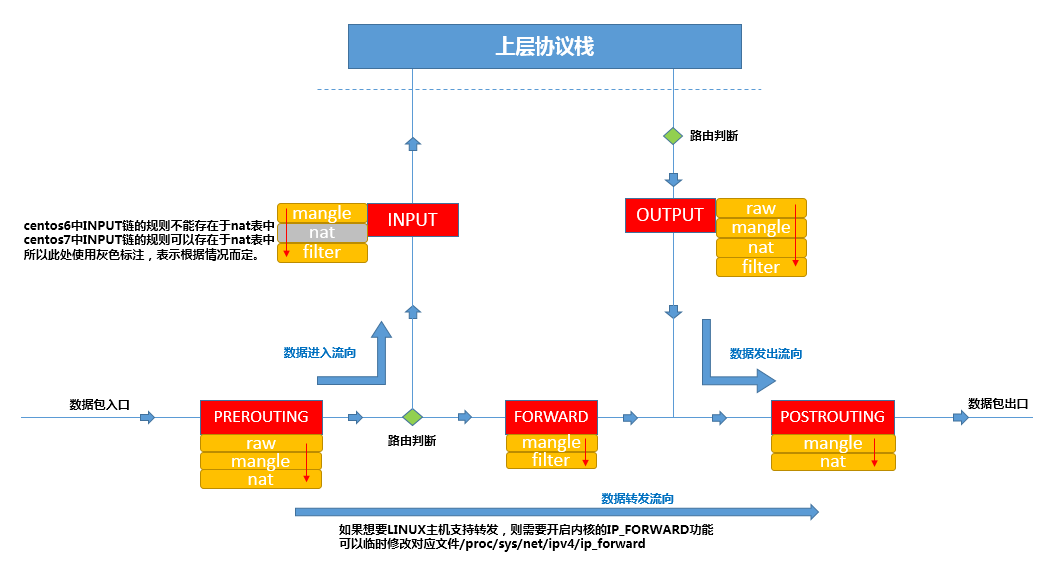 上层协议栈
路由判断
mangle
nat
filter
INPUT
OUTPUT
raw
mangle
nat
filter
centos6中INPUT链的规则不能存在于nat表中
centos7中INPUT链的规则可以存在于nat表中
所以此处使用灰色标注，表示根据情况而定。
数据进入流向
数据发出流向
数据包入口
PREROUTING
raw
mangle
nat
路由判断
FORWARD
mangle
filter
POSTROUTING
mangle
nat
数据包出口
数据转发流向
如果想要LINUX主机支持转发，则需要开启内核的IP_FORWARD功能
可以临时修改对应文件/proc/sys/net/ipv4/ip_forward